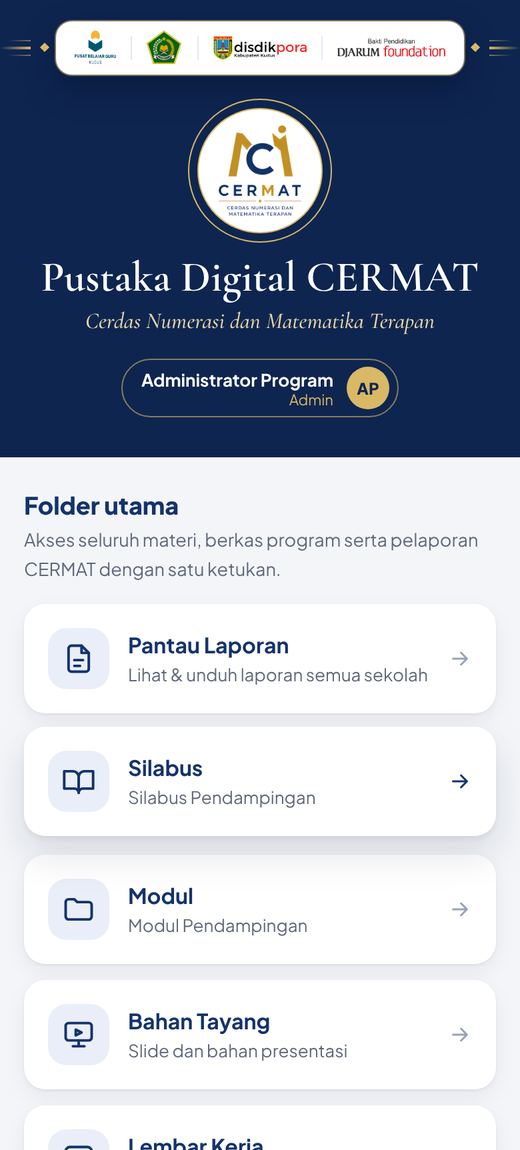 PUSAT BELAJAR GURU
KUDUS
disdikpora
Kabupaten Kudus
Bakti Pendidikan
DJARUM foundation
CERMAT
CERDAS NUMERASI DAN
MATEMATIKA TERAPAN
Pustaka Digital CERMAT
Cerdas Numerasi dan Matematika Terapan
Administrator Program
Admin
AP
Folder utama
Akses seluruh materi, berkas program serta pelaporan
CERMAT dengan satu ketukan.
Pantau Laporan
Lihat & unduh laporan semua sekolah
Silabus
Silabus Pendampingan
Modul
Modul Pendampingan
Bahan Tayang
Slide dan bahan presentasi
Lembar Kerja